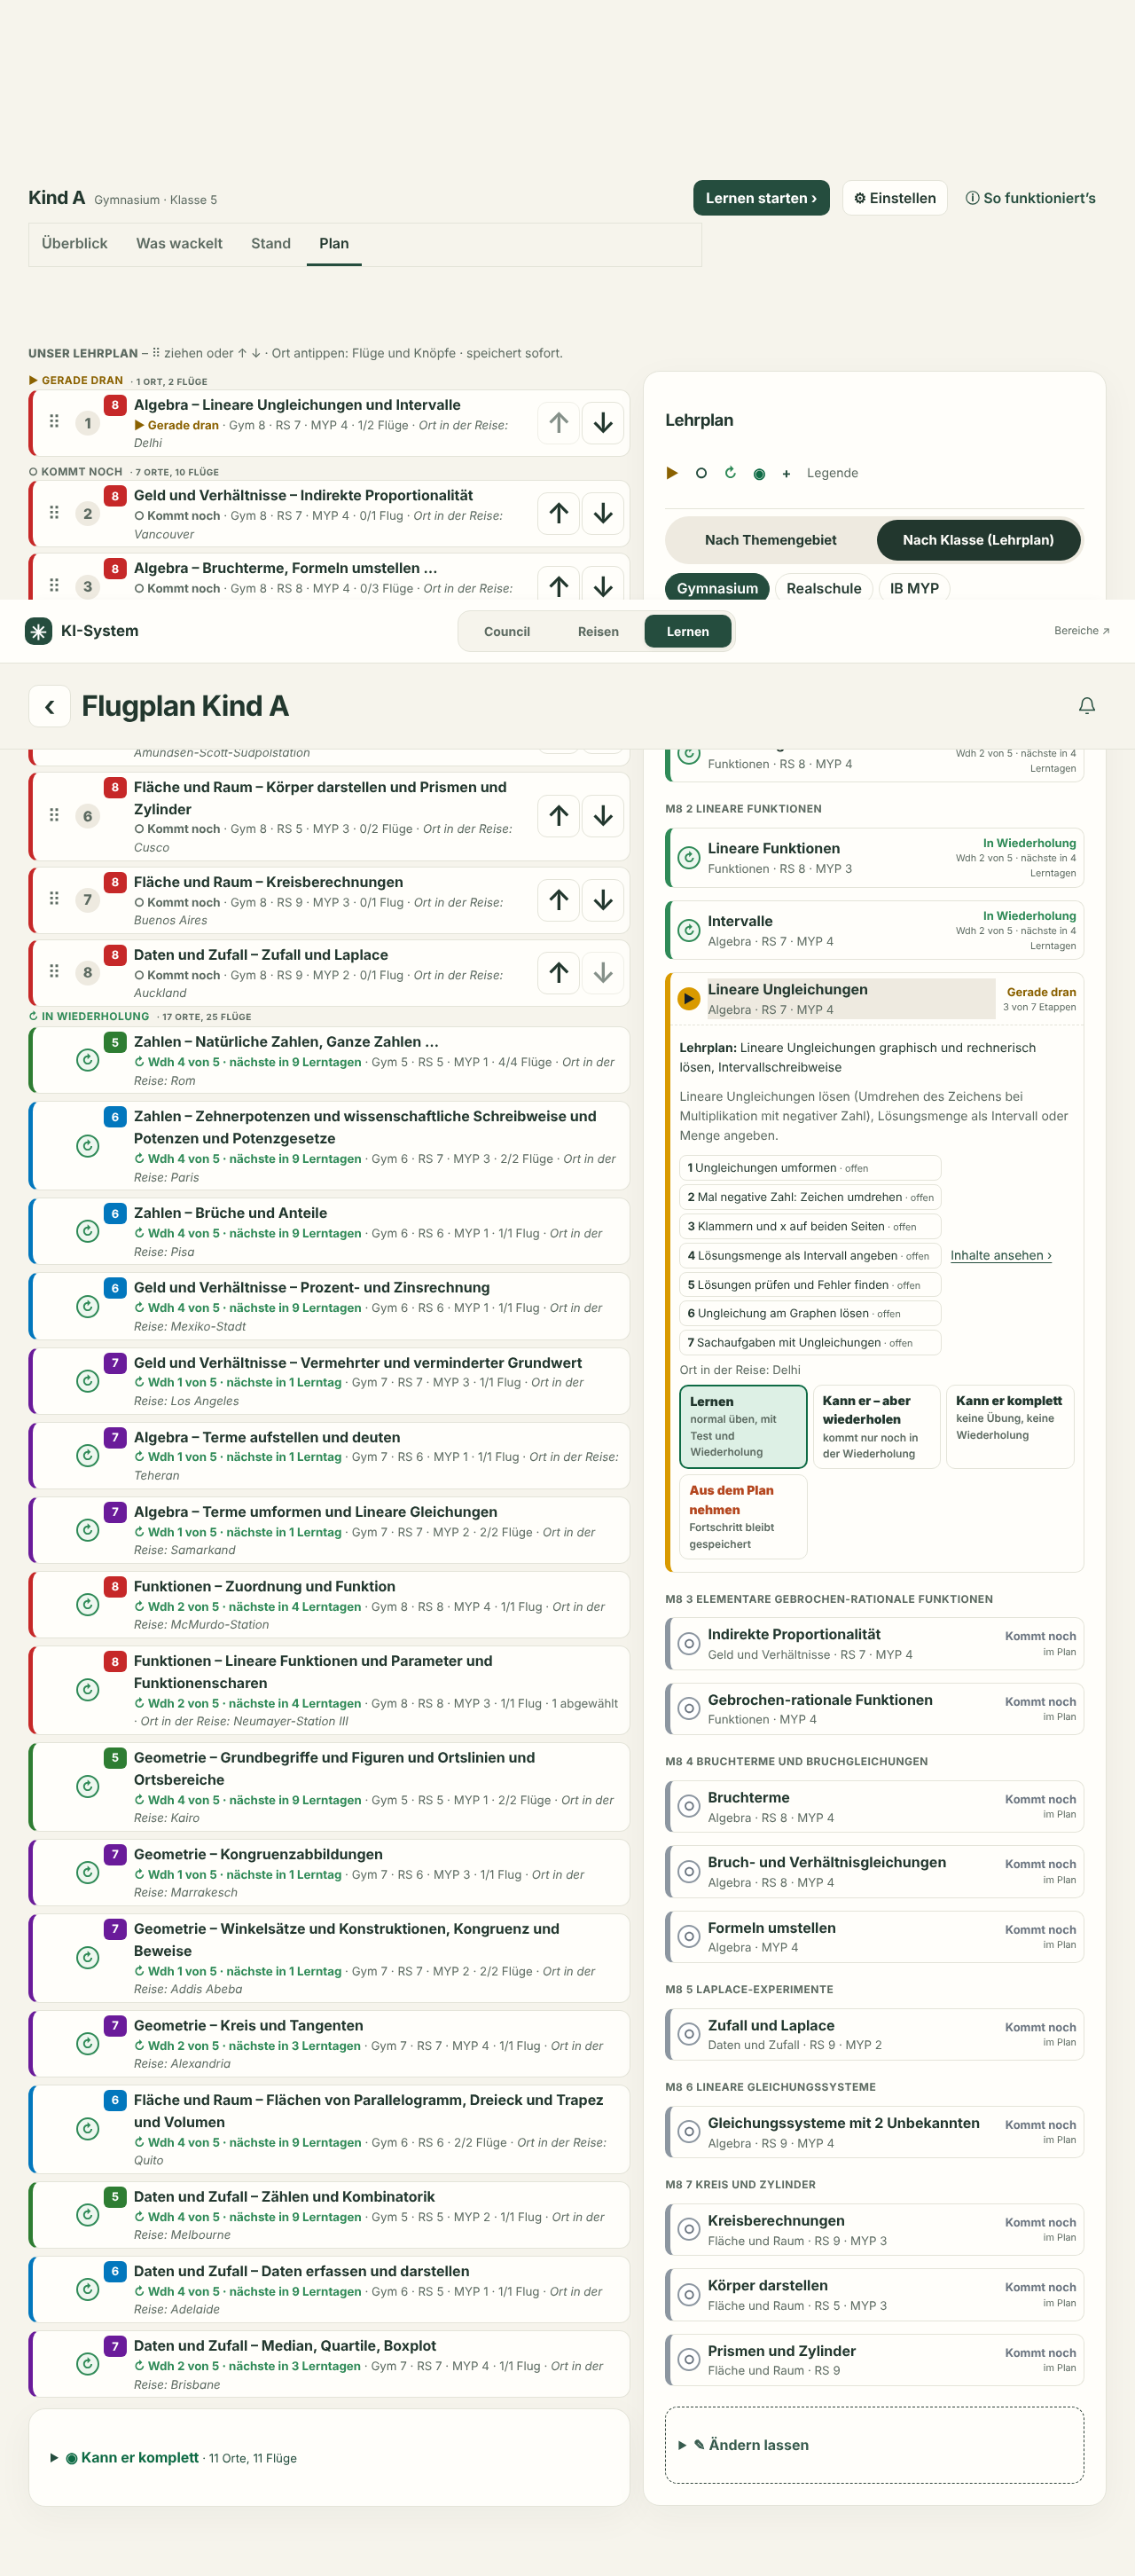 Kind A Gymnasium · Klasse 5
Lernen starten ›
⚙ Einstellen
ⓘ So funktioniert's
Überblick
Was wackelt
Stand
Plan
UNSER LEHRPLAN – ⠿ ziehen oder ↑ ↓ · Ort antippen: Flüge und Knöpfe · speichert sofort.
▶ GERADE DRAN · 1 ORT, 2 FLÜGE
1
8
Algebra – Lineare Ungleichungen und Intervalle
▶ Gerade dran · Gym 8 · RS 7 · MYP 4 · 1/2 Flüge · Ort in der Reise:
Delhi
↑ ↓
○ KOMMT NOCH · 7 ORTE, 10 FLÜGE
2
8
Geld und Verhältnisse – Indirekte Proportionalität
○ Kommt noch · Gym 8 · RS 7 · MYP 4 · 0/1 Flug · Ort in der Reise:
Vancouver
↑ ↓
3
8
Algebra – Bruchterme, Formeln umstellen ...
○ Kommt noch · Gym 8 · RS 8 · MYP 4 · 0/3 Flüge · Ort in der Reise:
↑ ↓
Lehrplan
▶ ○ ↻ ◉ + Legende
Nach Themengebiet
Nach Klasse (Lehrplan)
Gymnasium
Realschule
IB MYP
KI-System
Council
Reisen
Lernen
Bereiche ↗
‹
Flugplan Kind A
Amundsen-Scott-Südpolstation
6
8
Fläche und Raum – Körper darstellen und Prismen und
Zylinder
○ Kommt noch · Gym 8 · RS 5 · MYP 3 · 0/2 Flüge · Ort in der Reise:
Cusco
↑ ↓
7
8
Fläche und Raum – Kreisberechnungen
○ Kommt noch · Gym 8 · RS 9 · MYP 3 · 0/1 Flug · Ort in der Reise:
Buenos Aires
↑ ↓
8
8
Daten und Zufall – Zufall und Laplace
○ Kommt noch · Gym 8 · RS 9 · MYP 2 · 0/1 Flug · Ort in der Reise:
Auckland
↑ ↓
↻ IN WIEDERHOLUNG · 17 ORTE, 25 FLÜGE
5
Zahlen – Natürliche Zahlen, Ganze Zahlen ...
↻ Wdh 4 von 5 · nächste in 9 Lerntagen · Gym 5 · RS 5 · MYP 1 · 4/4 Flüge · Ort in der
Reise: Rom
6
Zahlen – Zehnerpotenzen und wissenschaftliche Schreibweise und
Potenzen und Potenzgesetze
↻ Wdh 4 von 5 · nächste in 9 Lerntagen · Gym 6 · RS 7 · MYP 3 · 2/2 Flüge · Ort in der
Reise: Paris
6
Zahlen – Brüche und Anteile
↻ Wdh 4 von 5 · nächste in 9 Lerntagen · Gym 6 · RS 6 · MYP 1 · 1/1 Flug · Ort in der
Reise: Pisa
6
Geld und Verhältnisse – Prozent- und Zinsrechnung
↻ Wdh 4 von 5 · nächste in 9 Lerntagen · Gym 6 · RS 6 · MYP 1 · 1/1 Flug · Ort in der
Reise: Mexiko-Stadt
7
Geld und Verhältnisse – Vermehrter und verminderter Grundwert
↻ Wdh 1 von 5 · nächste in 1 Lerntag · Gym 7 · RS 7 · MYP 3 · 1/1 Flug · Ort in der
Reise: Los Angeles
7
Algebra – Terme aufstellen und deuten
↻ Wdh 1 von 5 · nächste in 1 Lerntag · Gym 7 · RS 6 · MYP 1 · 1/1 Flug · Ort in der Reise:
Teheran
7
Algebra – Terme umformen und Lineare Gleichungen
↻ Wdh 1 von 5 · nächste in 1 Lerntag · Gym 7 · RS 7 · MYP 2 · 2/2 Flüge · Ort in der
Reise: Samarkand
8
Funktionen – Zuordnung und Funktion
↻ Wdh 2 von 5 · nächste in 4 Lerntagen · Gym 8 · RS 8 · MYP 4 · 1/1 Flug · Ort in der
Reise: McMurdo-Station
8
Funktionen – Lineare Funktionen und Parameter und
Funktionenscharen
↻ Wdh 2 von 5 · nächste in 4 Lerntagen · Gym 8 · RS 8 · MYP 3 · 1/1 Flug · 1 abgewählt
· Ort in der Reise: Neumayer-Station III
5
Geometrie – Grundbegriffe und Figuren und Ortslinien und
Ortsbereiche
↻ Wdh 4 von 5 · nächste in 9 Lerntagen · Gym 5 · RS 5 · MYP 1 · 2/2 Flüge · Ort in der
Reise: Kairo
7
Geometrie – Kongruenzabbildungen
↻ Wdh 1 von 5 · nächste in 1 Lerntag · Gym 7 · RS 6 · MYP 3 · 1/1 Flug · Ort in der
Reise: Marrakesch
7
Geometrie – Winkelsätze und Konstruktionen, Kongruenz und
Beweise
↻ Wdh 1 von 5 · nächste in 1 Lerntag · Gym 7 · RS 7 · MYP 2 · 2/2 Flüge · Ort in der
Reise: Addis Abeba
7
Geometrie – Kreis und Tangenten
↻ Wdh 2 von 5 · nächste in 3 Lerntagen · Gym 7 · RS 7 · MYP 4 · 1/1 Flug · Ort in der
Reise: Alexandria
6
Fläche und Raum – Flächen von Parallelogramm, Dreieck und Trapez
und Volumen
↻ Wdh 4 von 5 · nächste in 9 Lerntagen · Gym 6 · RS 6 · 2/2 Flüge · Ort in der Reise:
Quito
5
Daten und Zufall – Zählen und Kombinatorik
↻ Wdh 4 von 5 · nächste in 9 Lerntagen · Gym 5 · RS 5 · MYP 2 · 1/1 Flug · Ort in der
Reise: Melbourne
6
Daten und Zufall – Daten erfassen und darstellen
↻ Wdh 4 von 5 · nächste in 9 Lerntagen · Gym 6 · RS 5 · MYP 1 · 1/1 Flug · Ort in der
Reise: Adelaide
7
Daten und Zufall – Median, Quartile, Boxplot
↻ Wdh 2 von 5 · nächste in 3 Lerntagen · Gym 7 · RS 7 · MYP 4 · 1/1 Flug · Ort in der
Reise: Brisbane
▶ ◉ Kann er komplett · 11 Orte, 11 Flüge
Funktionen · RS 8 · MYP 4
Wdh 2 von 5 · nächste in 4
Lerntagen
M8 2 LINEARE FUNKTIONEN
Lineare Funktionen
Funktionen · RS 8 · MYP 3
In Wiederholung
Wdh 2 von 5 · nächste in 4
Lerntagen
Intervalle
Algebra · RS 7 · MYP 4
In Wiederholung
Wdh 2 von 5 · nächste in 4
Lerntagen
Lineare Ungleichungen
Algebra · RS 7 · MYP 4
Gerade dran
3 von 7 Etappen
Lehrplan: Lineare Ungleichungen graphisch und rechnerisch
lösen, Intervallschreibweise
Lineare Ungleichungen lösen (Umdrehen des Zeichens bei
Multiplikation mit negativer Zahl), Lösungsmenge als Intervall oder
Menge angeben.
1 Ungleichungen umformen · offen
2 Mal negative Zahl: Zeichen umdrehen · offen
3 Klammern und x auf beiden Seiten · offen
4 Lösungsmenge als Intervall angeben · offen
Inhalte ansehen ›
5 Lösungen prüfen und Fehler finden · offen
6 Ungleichung am Graphen lösen · offen
7 Sachaufgaben mit Ungleichungen · offen
Ort in der Reise: Delhi
Lernen
normal üben, mit
Test und
Wiederholung
Kann er – aber
wiederholen
kommt nur noch in
der Wiederholung
Kann er komplett
keine Übung, keine
Wiederholung
Aus dem Plan
nehmen
Fortschritt bleibt
gespeichert
M8 3 ELEMENTARE GEBROCHEN-RATIONALE FUNKTIONEN
Indirekte Proportionalität
Geld und Verhältnisse · RS 7 · MYP 4
Kommt noch
im Plan
Gebrochen-rationale Funktionen
Funktionen · MYP 4
Kommt noch
im Plan
M8 4 BRUCHTERME UND BRUCHGLEICHUNGEN
Bruchterme
Algebra · RS 8 · MYP 4
Kommt noch
im Plan
Bruch- und Verhältnisgleichungen
Algebra · RS 8 · MYP 4
Kommt noch
im Plan
Formeln umstellen
Algebra · MYP 4
Kommt noch
im Plan
M8 5 LAPLACE-EXPERIMENTE
Zufall und Laplace
Daten und Zufall · RS 9 · MYP 2
Kommt noch
im Plan
M8 6 LINEARE GLEICHUNGSSYSTEME
Gleichungssysteme mit 2 Unbekannten
Algebra · RS 9 · MYP 4
Kommt noch
im Plan
M8 7 KREIS UND ZYLINDER
Kreisberechnungen
Fläche und Raum · RS 9 · MYP 3
Kommt noch
im Plan
Körper darstellen
Fläche und Raum · RS 5 · MYP 3
Kommt noch
im Plan
Prismen und Zylinder
Fläche und Raum · RS 9
Kommt noch
im Plan
▶ ✎ Ändern lassen